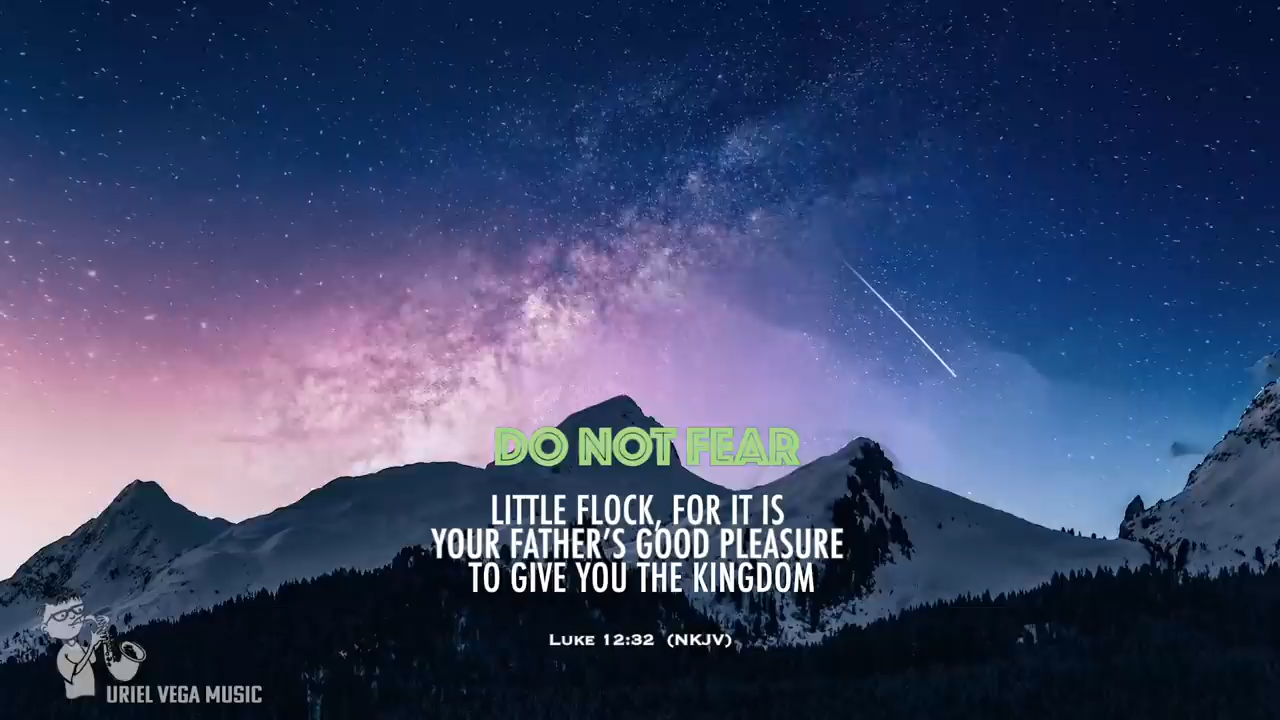 DO NOT FEAR
LITTLE FLOCK, FOR IT IS
YOUR FATHER'S GOOD PLEASURE
TO GIVE YOU THE KINGDOM
LUKE 12:32 (NKJV)
URIEL VEGA MUSIC